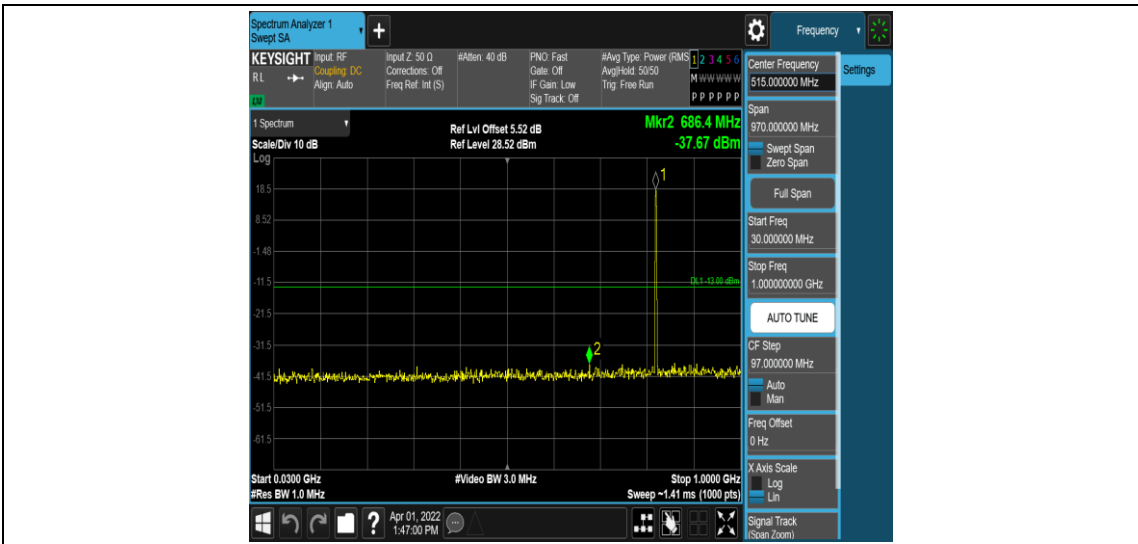 Spectrum Analyzer 1
Swept SA
+
Frequency
KEYSIGHT
RL
LXI
Input: RF
Coupling: DC
Align: Auto
Input Z: 50 Ω
Corrections: Off
Freq Ref: Int (S)
#Atten: 40 dB
PNO: Fast
Gate: Off
IF Gain: Low
Sig Track: Off
#Avg Type: Power (RMS
Avg|Hold: 50/50
Trig: Free Run
1 2 3 4 5 6
M W W W W W
P P P P P P
1 Spectrum
Scale/Div 10 dB
Ref Lvl Offset 5.52 dB
Ref Level 28.52 dBm
Mkr2 686.4 MHz
-37.67 dBm
Log
18.5
8.52
-1.48
-11.5
-21.5
-31.5
-41.5
-51.5
-61.5
1
DL1 -13.00 dBm
2
Start 0.0300 GHz
#Res BW 1.0 MHz
#Video BW 3.0 MHz
Stop 1.0000 GHz
Sweep ~1.41 ms (1000 pts)
?
Apr 01, 2022
1:47:00 PM
Center Frequency
515.000000 MHz
Settings
Span
970.000000 MHz
Swept Span
Zero Span
Full Span
Start Freq
30.000000 MHz
Stop Freq
1.000000000 GHz
AUTO TUNE
CF Step
97.000000 MHz
Auto
Man
Freq Offset
0 Hz
X Axis Scale
Log
Lin
Signal Track
(Span Zoom)